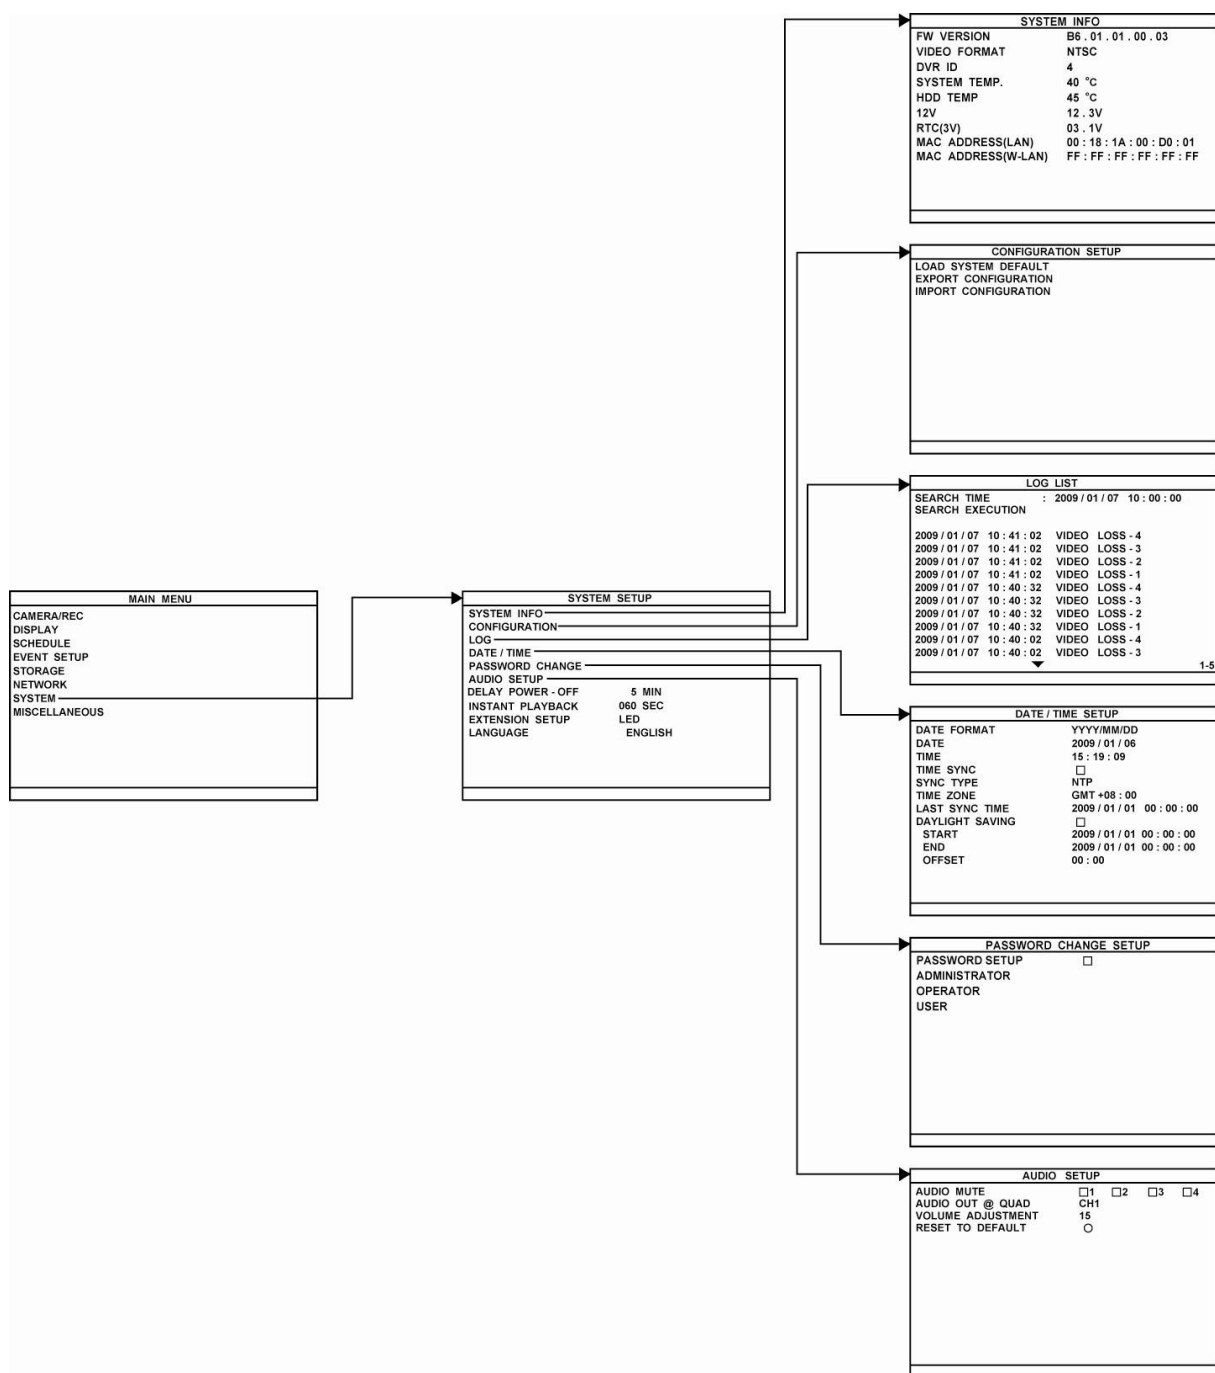 MAIN MENU
CAMERA/REC
DISPLAY
SCHEDULE
EVENT SETUP
STORAGE
NETWORK
SYSTEM
MISCELLANEOUS
SYSTEM SETUP
SYSTEM INFO
CONFIGURATION
LOG
DATE / TIME
PASSWORD CHANGE
AUDIO SETUP
DELAY POWER - OFF 5 MIN
INSTANT PLAYBACK 060 SEC
EXTENSION SETUP LED
LANGUAGE ENGLISH
SYSTEM INFO
FW VERSION B6 . 01 . 01 . 00 . 03
VIDEO FORMAT NTSC
DVR ID 4
SYSTEM TEMP. 40 °C
HDD TEMP 45 °C
12V 12 . 3V
RTC(3V) 03 . 1V
MAC ADDRESS(LAN) 00 : 18 : 1A : 00 : D0 : 01
MAC ADDRESS(W-LAN) FF : FF : FF : FF : FF : FF
CONFIGURATION SETUP
LOAD SYSTEM DEFAULT
EXPORT CONFIGURATION
IMPORT CONFIGURATION
LOG LIST
SEARCH TIME : 2009 / 01 / 07 10 : 00 : 00
SEARCH EXECUTION
2009 / 01 / 07 10 : 41 : 02 VIDEO LOSS - 4
2009 / 01 / 07 10 : 41 : 02 VIDEO LOSS - 3
2009 / 01 / 07 10 : 41 : 02 VIDEO LOSS - 2
2009 / 01 / 07 10 : 41 : 02 VIDEO LOSS - 1
2009 / 01 / 07 10 : 40 : 32 VIDEO LOSS - 4
2009 / 01 / 07 10 : 40 : 32 VIDEO LOSS - 3
2009 / 01 / 07 10 : 40 : 32 VIDEO LOSS - 2
2009 / 01 / 07 10 : 40 : 32 VIDEO LOSS - 1
2009 / 01 / 07 10 : 40 : 02 VIDEO LOSS - 4
2009 / 01 / 07 10 : 40 : 02 VIDEO LOSS - 3
1-5
DATE / TIME SETUP
DATE FORMAT YYYY/MM/DD
DATE 2009 / 01 / 06
TIME 15 : 19 : 09
TIME SYNC □
SYNC TYPE NTP
TIME ZONE GMT +08 : 00
LAST SYNC TIME 2009 / 01 / 01 00 : 00 : 00
DAYLIGHT SAVING □
START 2009 / 01 / 01 00 : 00 : 00
END 2009 / 01 / 01 00 : 00 : 00
OFFSET 00 : 00
PASSWORD CHANGE SETUP
PASSWORD SETUP □
ADMINISTRATOR
OPERATOR
USER
AUDIO SETUP
AUDIO MUTE □1 □2 □3 □4
AUDIO OUT @ QUAD CH1
VOLUME ADJUSTMENT 15
RESET TO DEFAULT ○